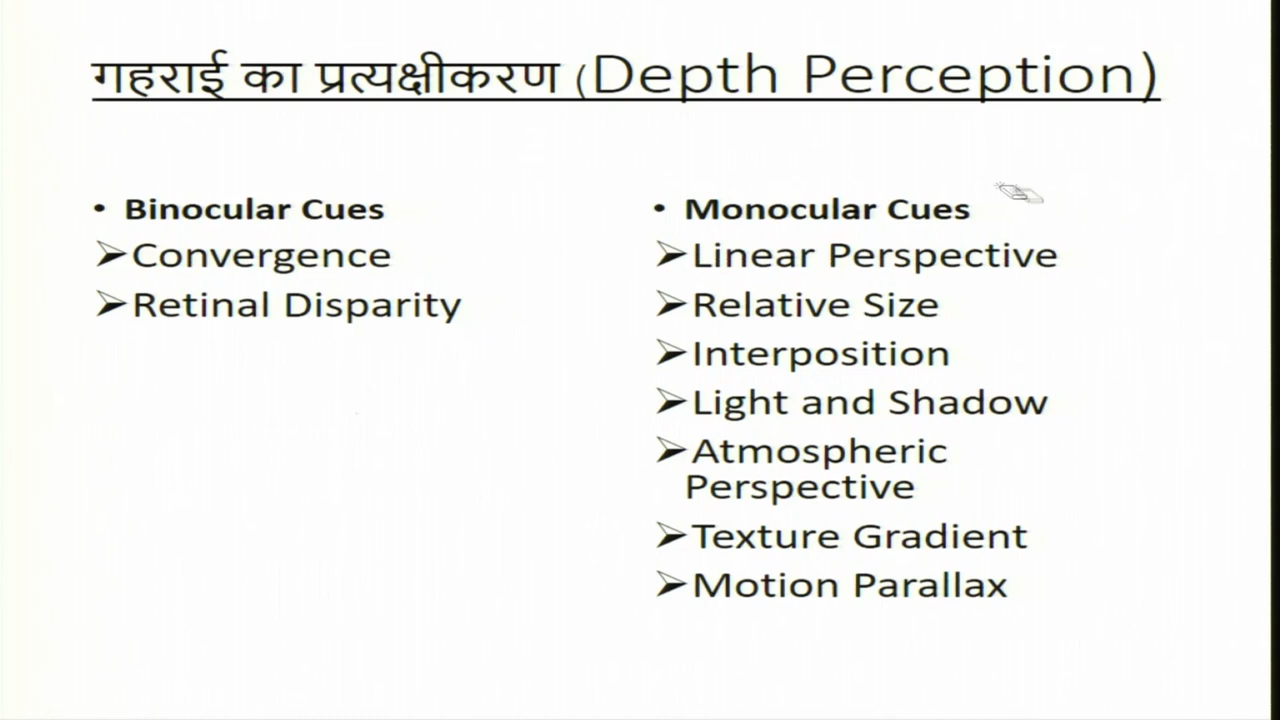 गहराई का प्रत्यक्षीकरण (Depth Perception)
• Binocular Cues
➢Convergence
➢Retinal Disparity
• Monocular Cues
➢Linear Perspective
➢Relative Size
➢Interposition
➢Light and Shadow
➢Atmospheric
Perspective
➢Texture Gradient
➢Motion Parallax